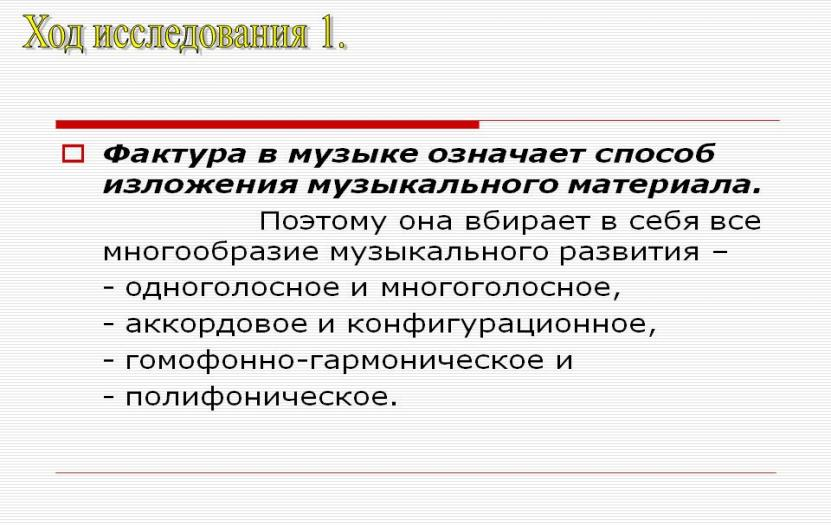 Ход исследования 1.
Фактура в музыке означает способ
изложения музыкального материала.
Поэтому она вбирает в себя все
многообразие музыкального развития –
- одноголосное и многоголосное,
- аккордовое и конфигурационное,
- гомофонно-гармоническое и
- полифоническое.